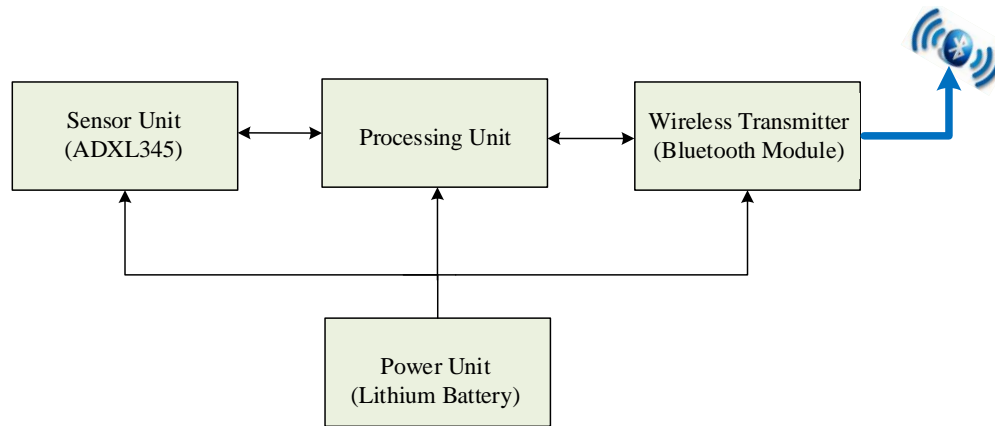 Sensor Unit
(ADXL345)
Processing Unit
Wireless Transmitter
(Bluetooth Module)
Power Unit
(Lithium Battery)